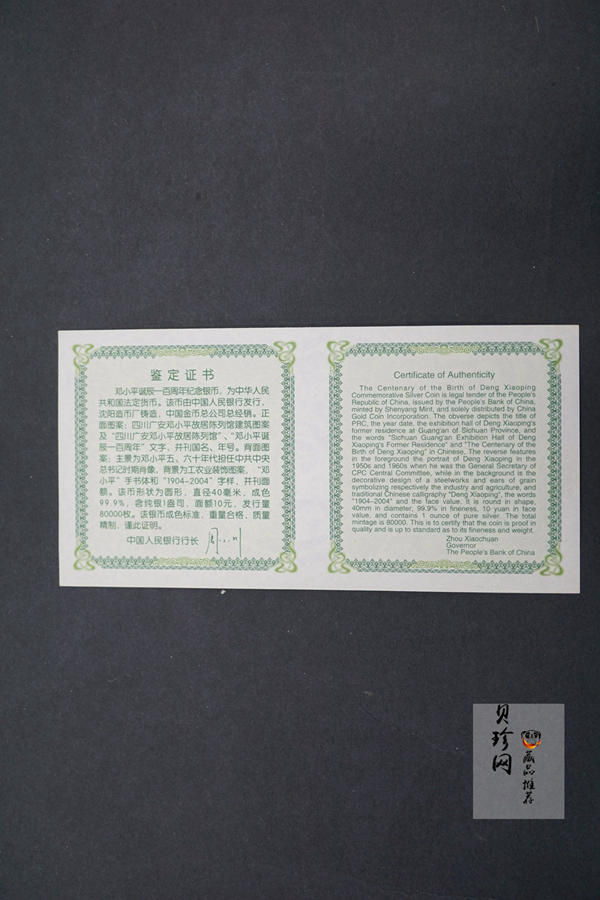 鉴定证书
邓小平诞辰一百周年纪念银币，为中华人民
共和国法定货币。该币由中国人民银行发行，
沈阳造币厂铸造，中国金币总公司总经销。正
面图案：四川广安邓小平故居陈列馆建筑图案
及“四川广安邓小平故居陈列馆”、“邓小平诞
辰一百周年”文字，并刊国名、年号。背面图
案：主景为邓小平五、六十年代担任中共中央
总书记时期肖像，背景为工农业装饰图案，“邓
小平”手书体和“1904-2004”字样，并刊面
额。该币形状为圆形，直径40毫米，成色
99.9%，含纯银1盎司，面额10元，发行量
80000枚。该银币成色标准，重量合格，质量
精制，谨此证明。
中国人民银行行长
Certificate of Authenticity
The Centenary of the Birth of Deng Xiaoping
Commemorative Silver Coin is legal tender of the People's
Republic of China, issued by the People's Bank of China,
minted by Shenyang Mint, and solely distributed by China
Gold Coin Incorporation. The obverse depicts the title of
PRC, the year date, the exhibition hall of Deng Xiaoping's
former residence at Guang'an of Sichuan Province, and
the words "Sichuan Guang'an Exhibition Hall of Deng
Xiaoping's Former Residence" and "The Centenary of the
Birth of Deng Xiaoping" in Chinese. The reverse features
in the foreground the portrait of Deng Xiaoping in the
1950s and 1960s when he was the General Secretary of
CPC Central Committee, while in the background is the
decorative design of a steelworks and ears of grain
symbolizing respectively the industry and agriculture, and
traditional Chinese calligraphy "Deng Xiaoping", the words
"1904-2004" and the face value. It is round in shape,
40mm in diameter, 99.9% in fineness, 10 yuan in face
value, and contains 1 ounce of pure silver. The total
mintage is 80000. This is to certify that the coin is proof in
quality and is up to standard as to its fineness and weight.
Zhou Xiaochuan
Governor
The People's Bank of China
贝珍网
藏品推荐